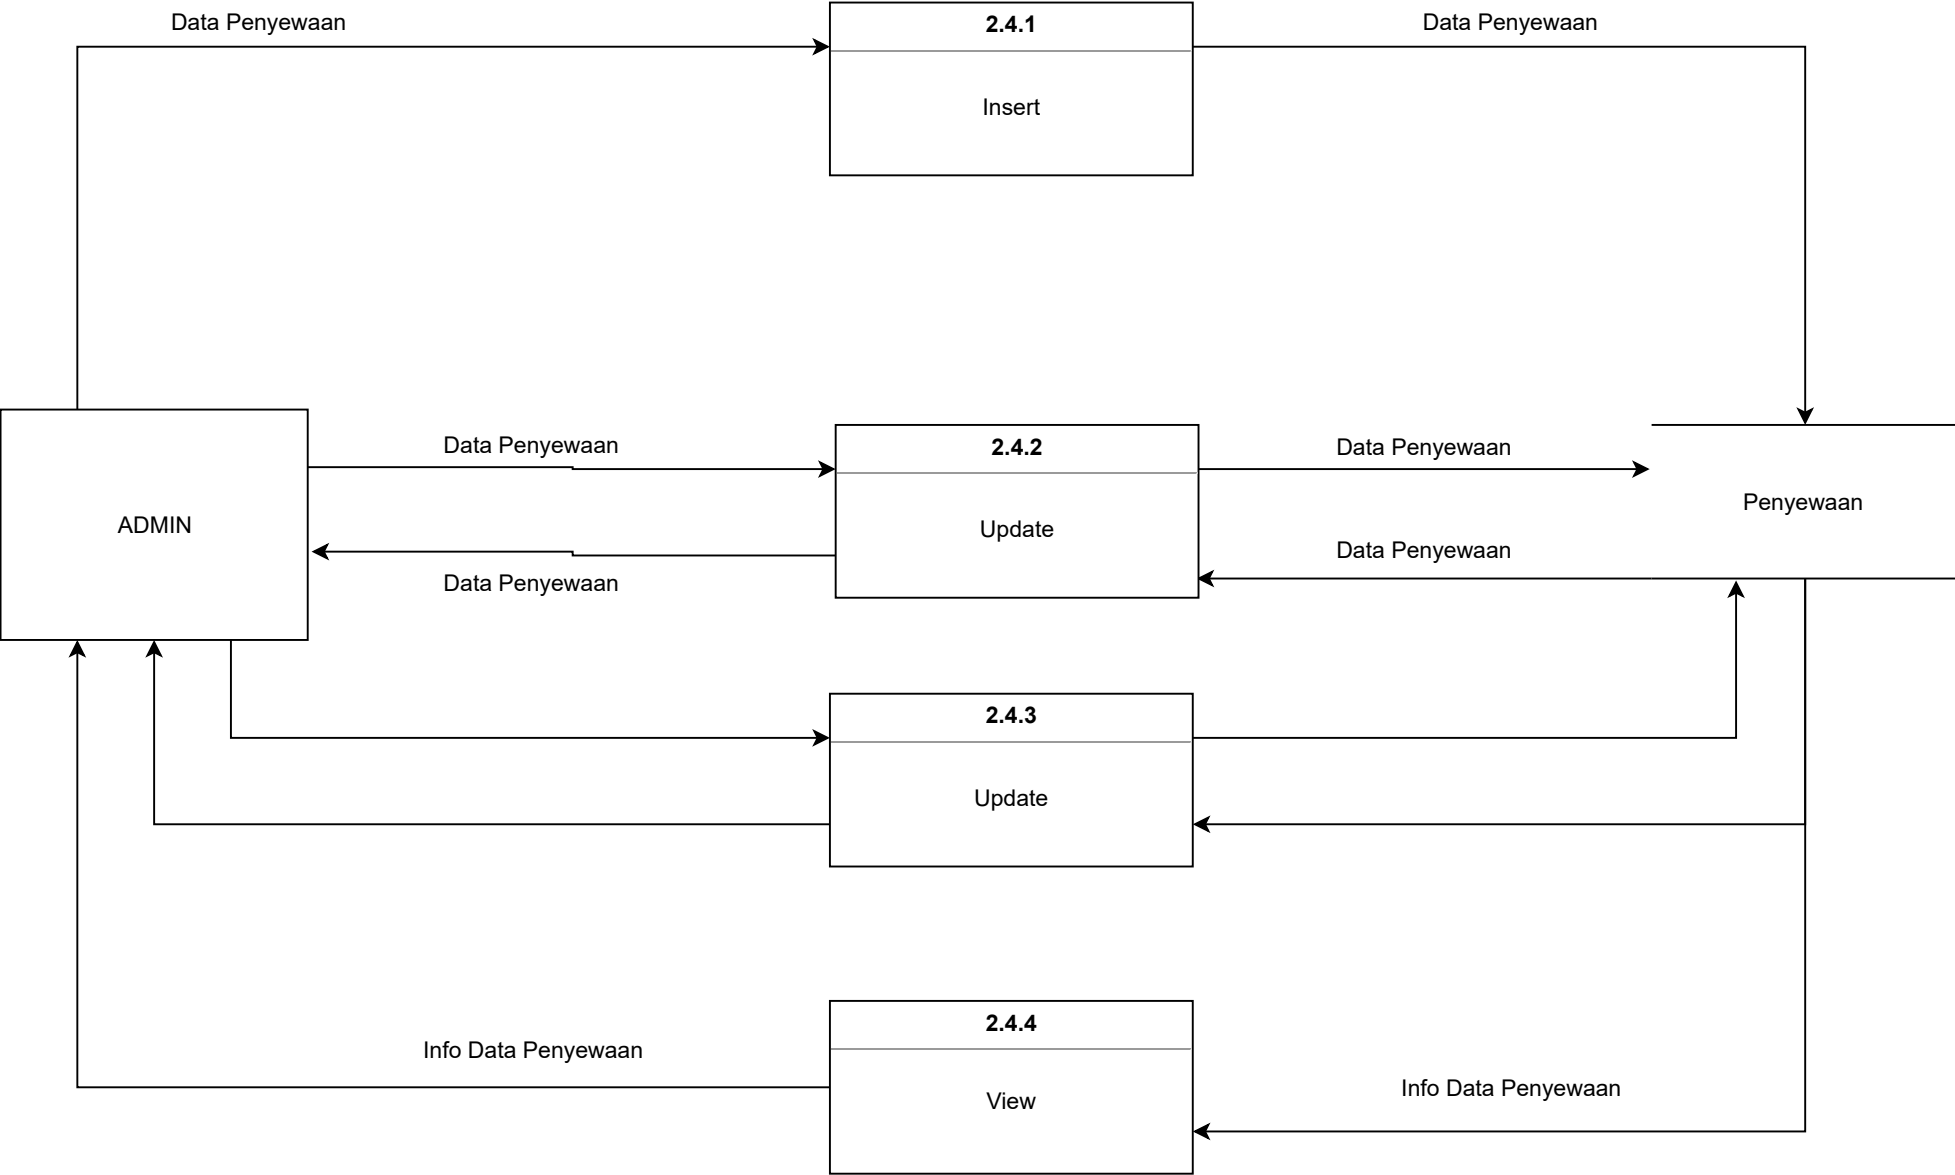 Data Penyewaan
2.4.1
Data Penyewaan
Insert
Data Penyewaan
2.4.2
Data Penyewaan
ADMIN
Update
Penyewaan
Data Penyewaan
Data Penyewaan
2.4.3
Update
2.4.4
Info Data Penyewaan
View
Info Data Penyewaan